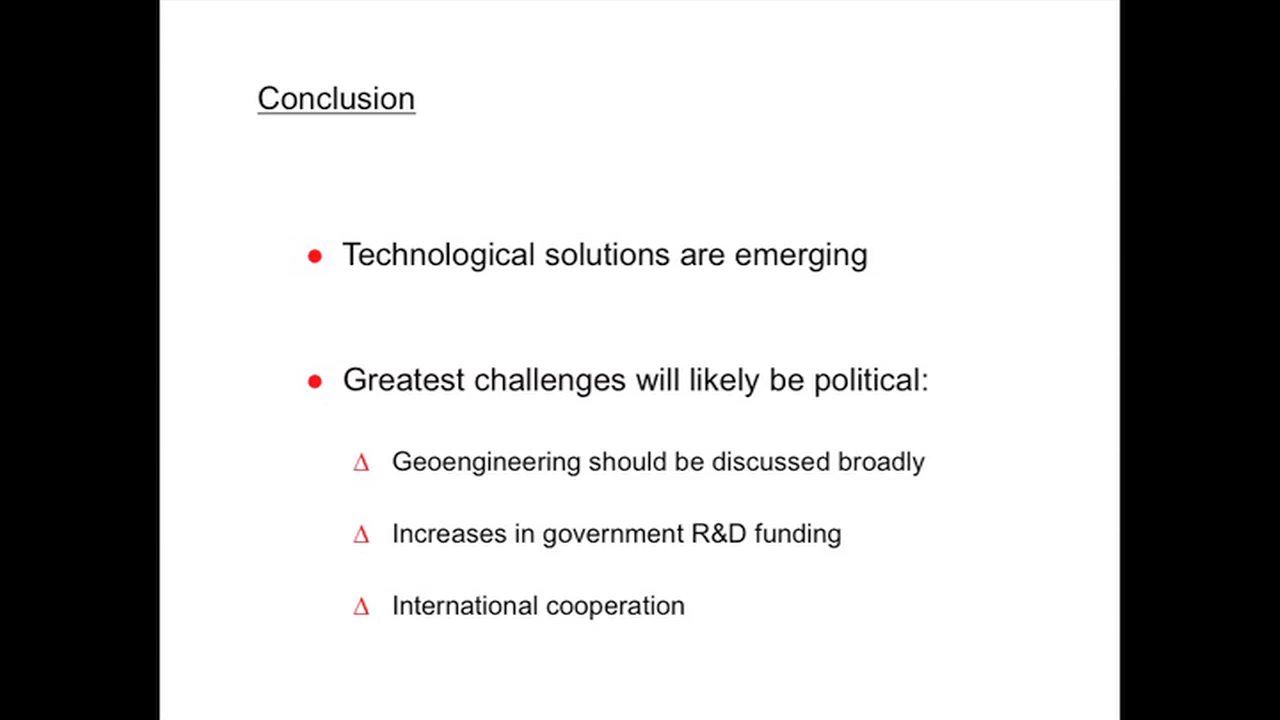 Conclusion
● Technological solutions are emerging
● Greatest challenges will likely be political:
Δ Geoengineering should be discussed broadly
Δ Increases in government R&D funding
Δ International cooperation